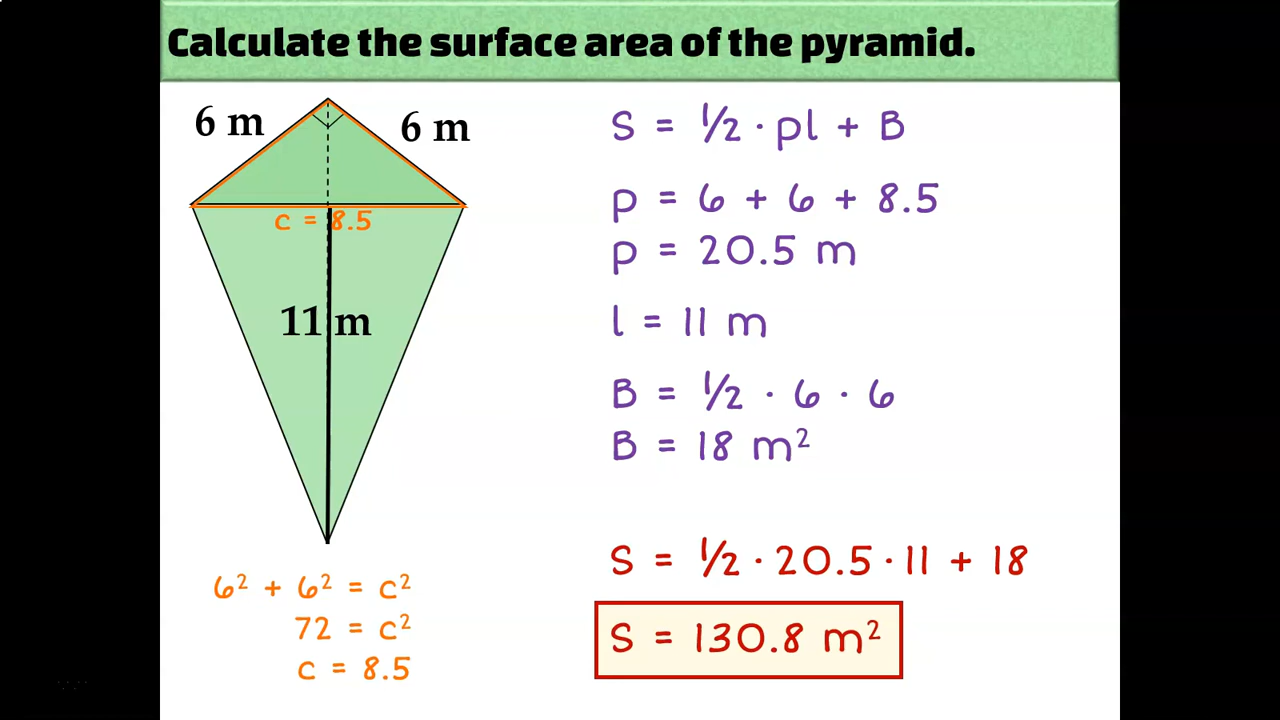 Calculate the surface area of the pyramid.
6 m
6 m
c = 8.5
11 m
6² + 6² = c²
72 = c²
c = 8.5
S = ½ · pl + B
p = 6 + 6 + 8.5
p = 20.5 m
l = 11 m
B = ½ · 6 · 6
B = 18 m²
S = ½ · 20.5 · 11 + 18
S = 130.8 m²